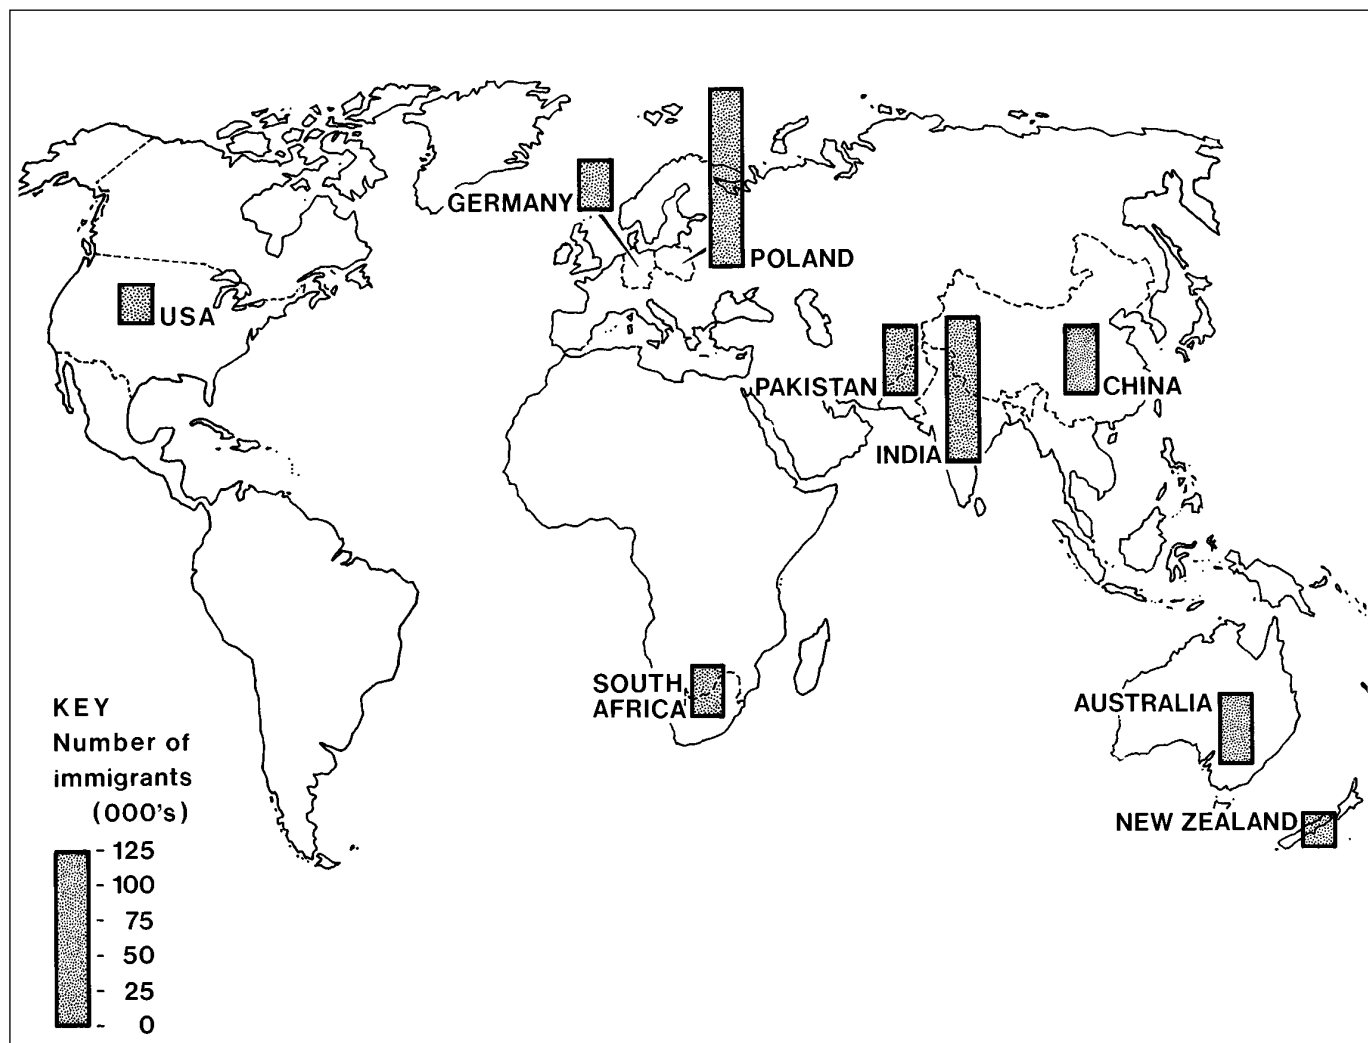 GERMANY
POLAND
USA
PAKISTAN
CHINA
INDIA
SOUTH
AFRICA
AUSTRALIA
NEW ZEALAND
KEY
Number of
immigrants
(000's)
- 125
- 100
- 75
- 50
- 25
- 0